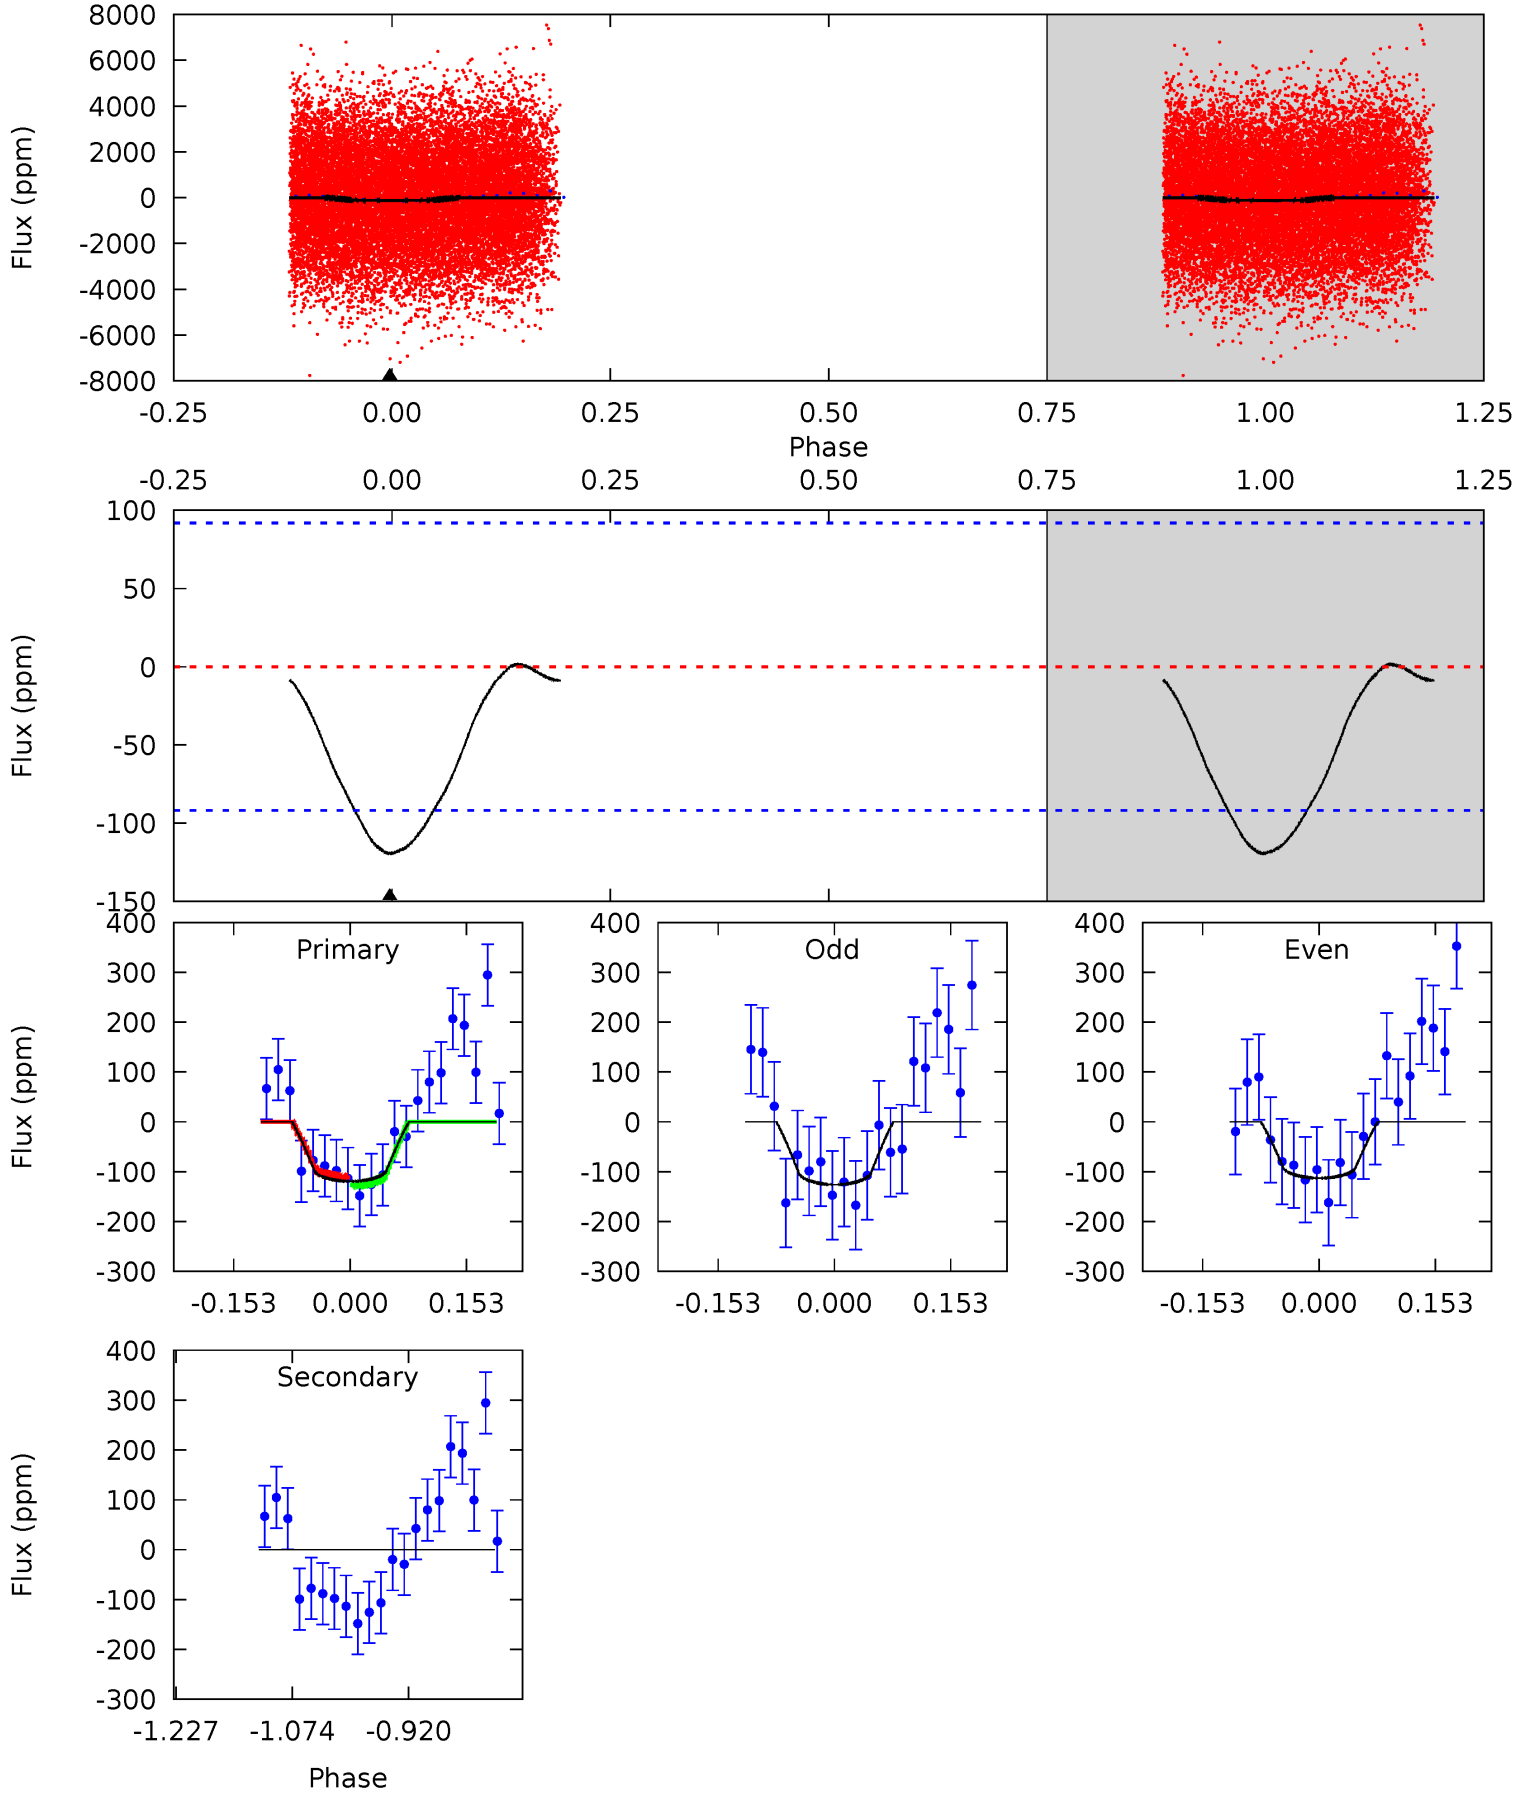 8000
6000
4000
2000
0
-2000
-4000
-6000
-8000
Flux (ppm)
-0.25 0.00 0.25 0.50 0.75 1.00 1.25
Phase
-0.25 0.00 0.25 0.50 0.75 1.00 1.25
100
50
0
-50
-100
-150
Flux (ppm)
Primary Odd Even
400 400 400
300 300 300
200 200 200
100 100 100
0 0 0
-100 -100 -100
-200 -200 -200
-300 -300 -300
Flux (ppm)
-0.153 0.000 0.153 -0.153 0.000 0.153 -0.153 0.000 0.153
Secondary
400
300
200
100
0
-100
-200
-300
Flux (ppm)
-1.227 -1.074 -0.920
Phase